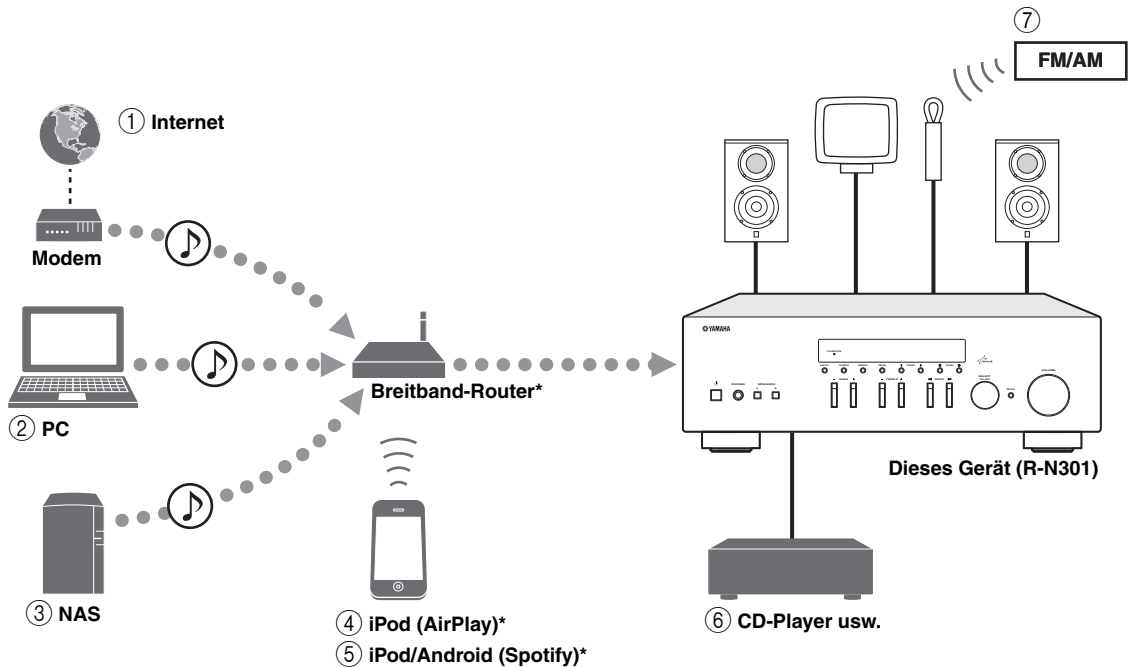 ⑦
FM/AM
① Internet
Modem
② PC
③ NAS
Breitband-Router*
④ iPod (AirPlay)*
⑤ iPod/Android (Spotify)*
YAMAHA
Dieses Gerät (R-N301)
⑥ CD-Player usw.